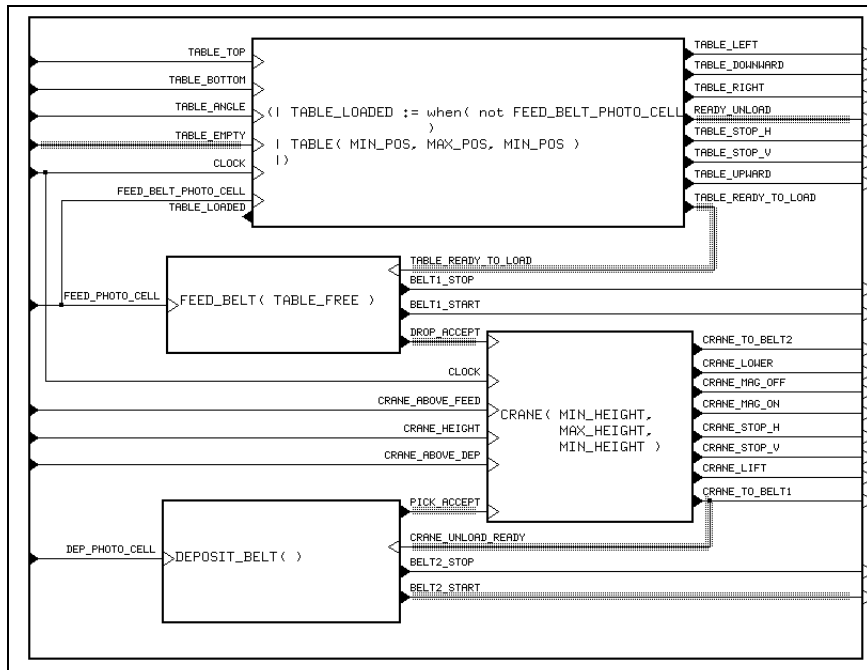 TABLE_TOP
TABLE_BOTTOM
TABLE_ANGLE
TABLE_EMPTY
CLOCK
FEED_BELT_PHOTO_CELL
TABLE_LOADED
(| TABLE_LOADED := when( not FEED_BELT_PHOTO_CELL
)
| TABLE( MIN_POS, MAX_POS, MIN_POS )
|)
TABLE_LEFT
TABLE_DOWNWARD
TABLE_RIGHT
READY_UNLOAD
TABLE_STOP_H
TABLE_STOP_V
TABLE_UPWARD
TABLE_READY_TO_LOAD
FEED_PHOTO_CELL
FEED_BELT( TABLE_FREE )
TABLE_READY_TO_LOAD
BELT1_STOP
BELT1_START
DROP_ACCEPT
CLOCK
CRANE_ABOVE_FEED
CRANE_HEIGHT
CRANE_ABOVE_DEP
CRANE( MIN_HEIGHT,
MAX_HEIGHT,
MIN_HEIGHT )
CRANE_TO_BELT2
CRANE_LOWER
CRANE_MAG_OFF
CRANE_MAG_ON
CRANE_STOP_H
CRANE_STOP_V
CRANE_LIFT
CRANE_TO_BELT1
DEP_PHOTO_CELL
DEPOSIT_BELT( )
PICK_ACCEPT
CRANE_UNLOAD_READY
BELT2_STOP
BELT2_START